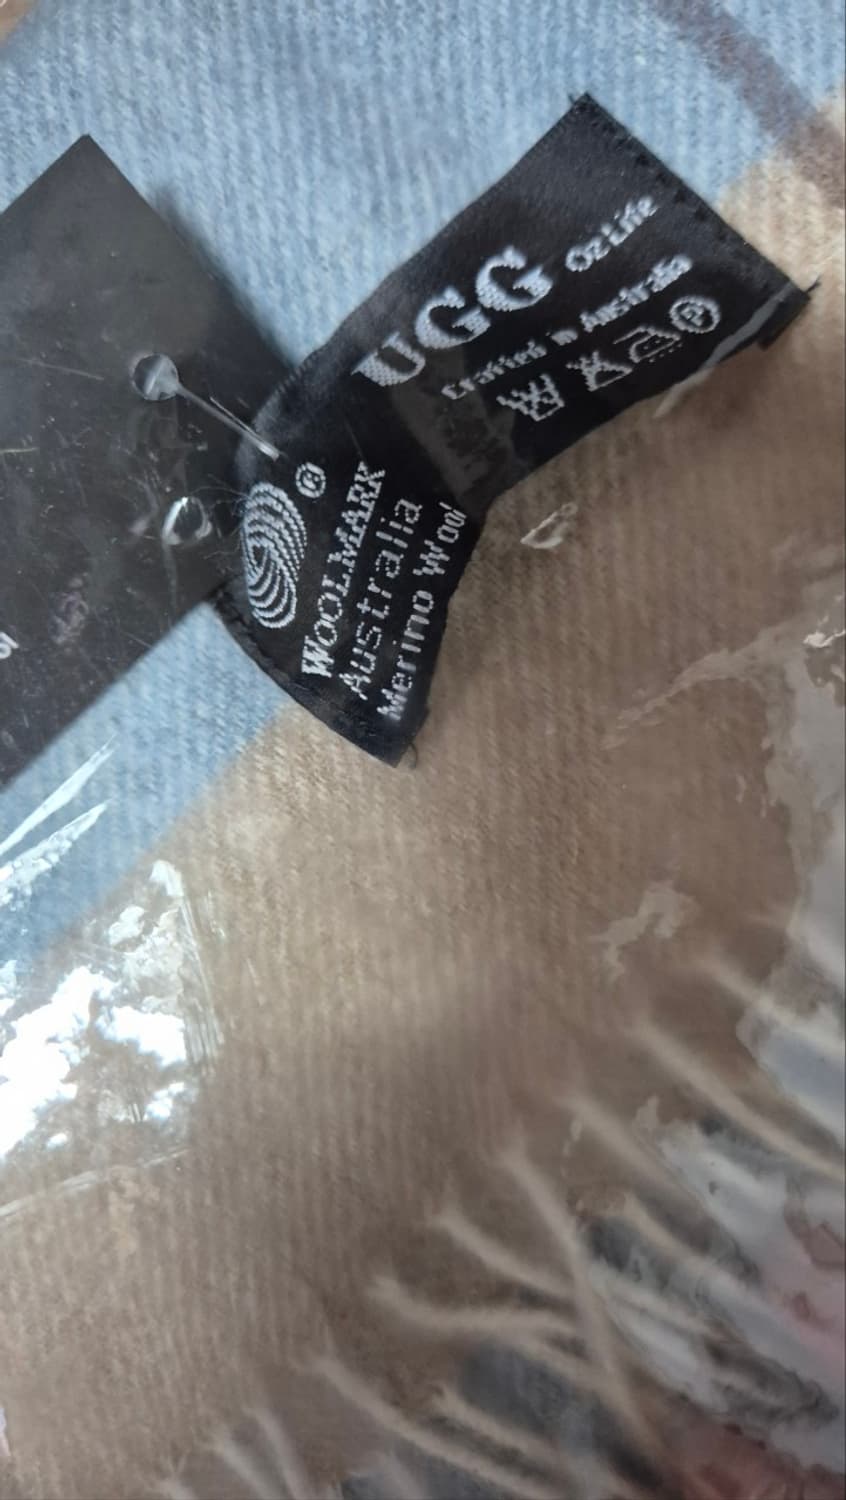 UGG OzLife
Crafted in Australia
P
®
WOOLMARK
Australia
Merino Wool